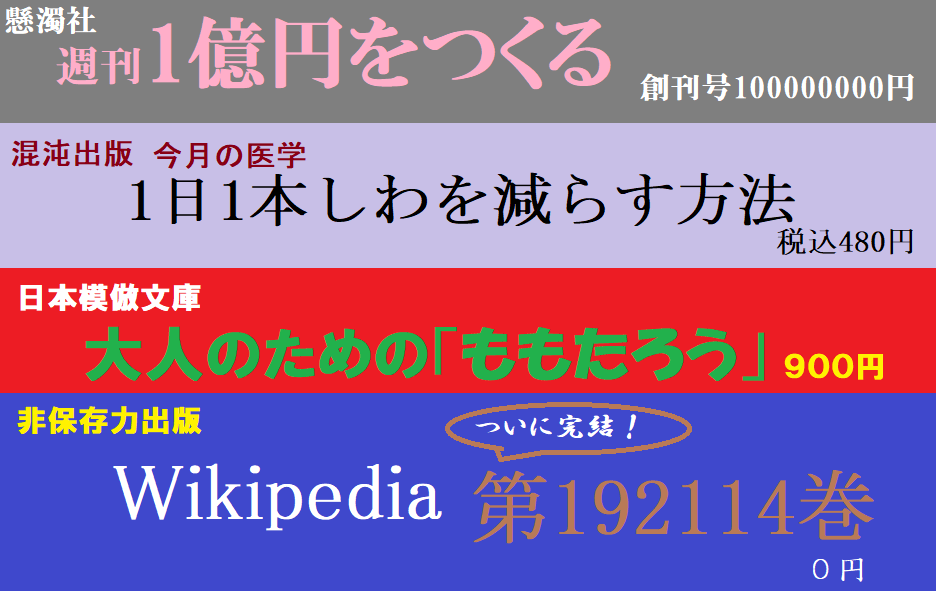 懸濁社
週刊1億円をつくる
創刊号100000000円
混沌出版 今月の医学
1日1本しわを減らす方法
税込480円
日本模倣文庫
大人のための「ももたろう」 900円
非保存力出版
ついに完結!
Wikipedia 第192114巻
0円